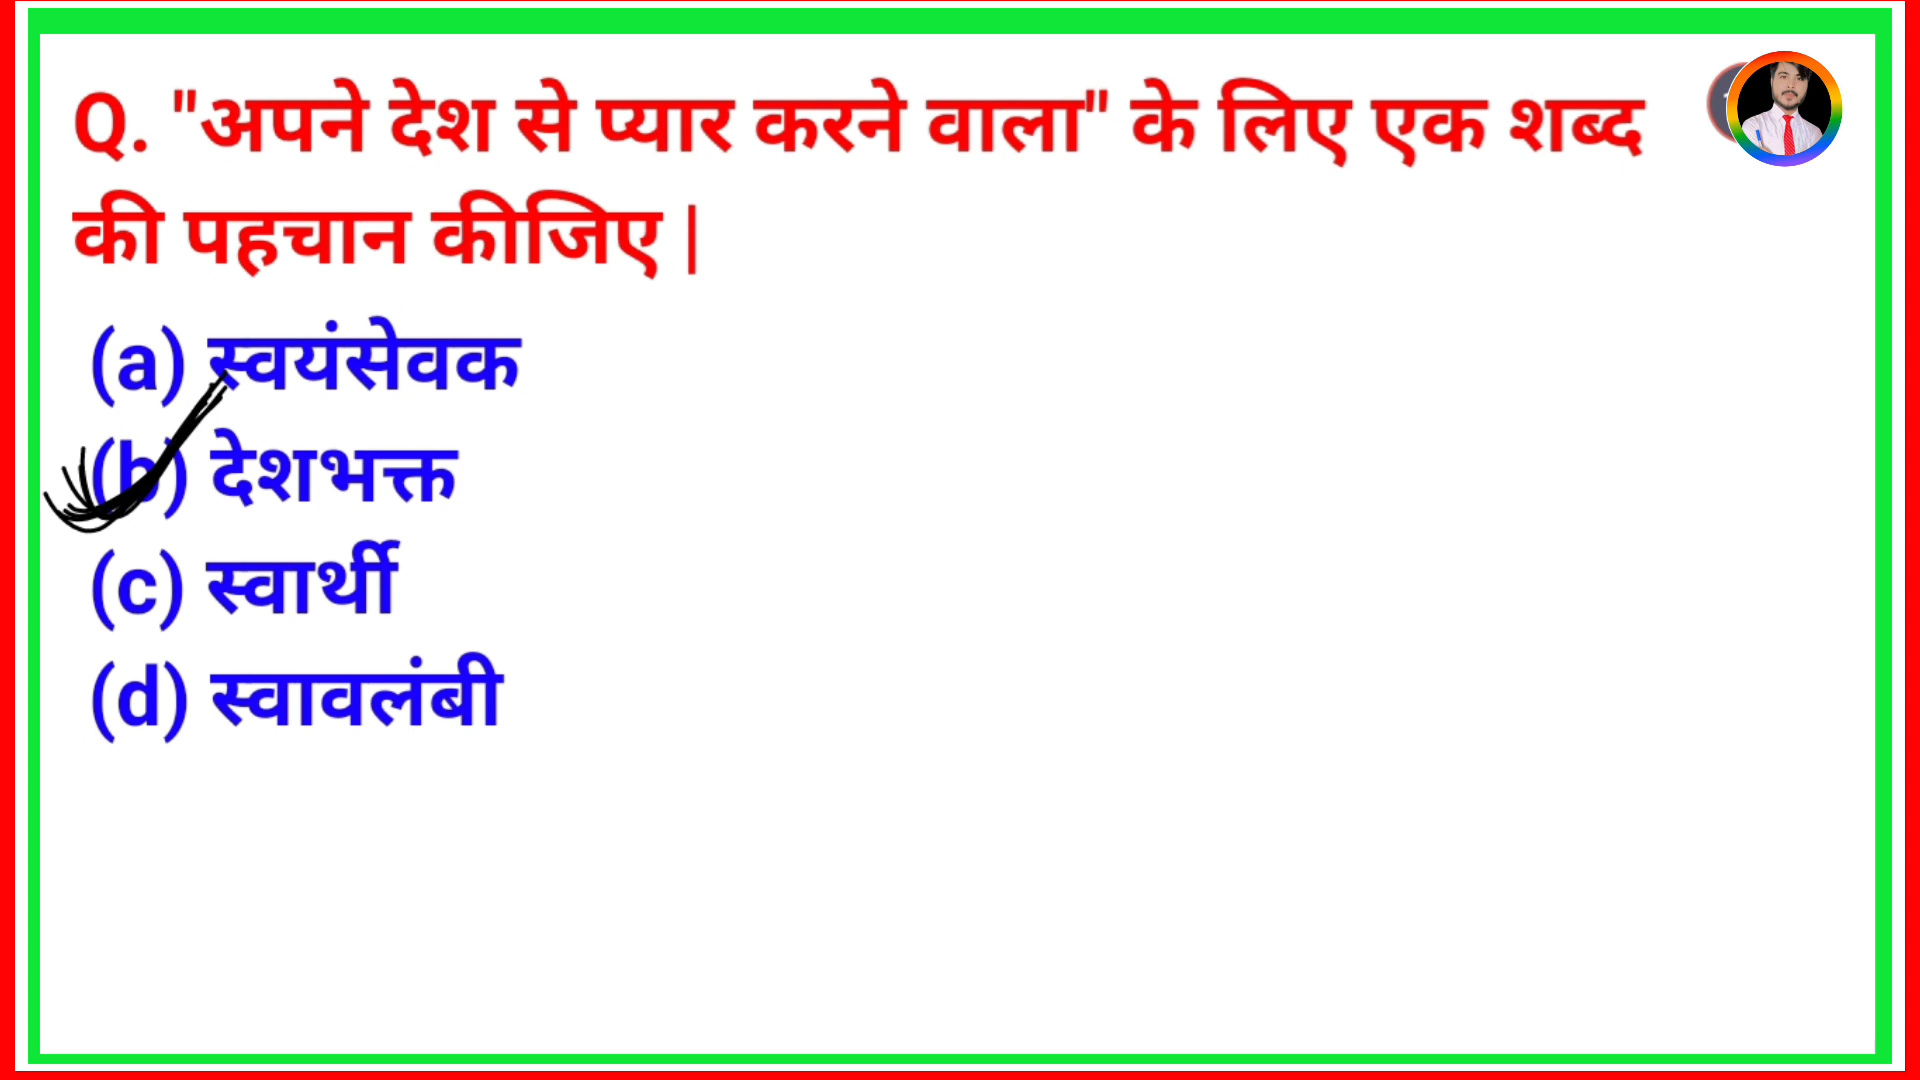 Q. "अपने देश से प्यार करने वाला" के लिए एक शब्द
की पहचान कीजिए |
(a) स्वयंसेवक
(b) देशभक्त
(c) स्वार्थी
(d) स्वावलंबी